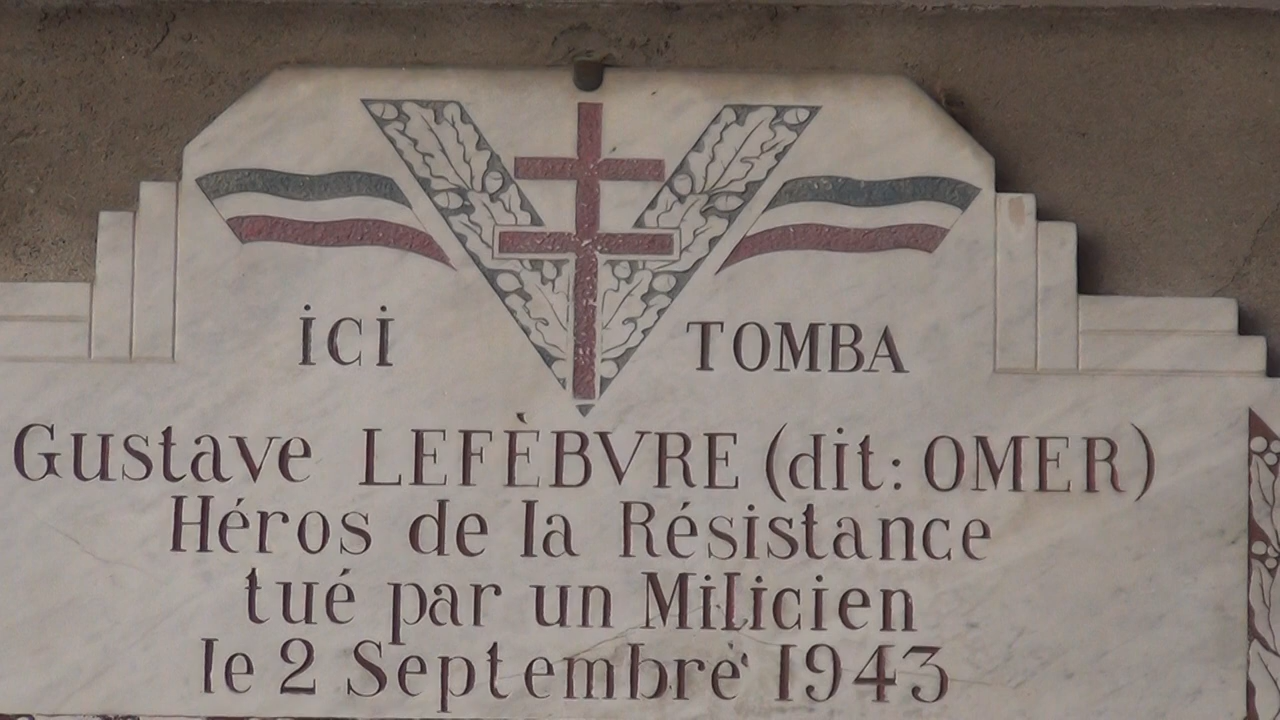 ICI TOMBA
Gustave LEFÈBVRE (dit: OMER)
Héros de la Résistance
tué par un Milicien
le 2 Septembre 1943